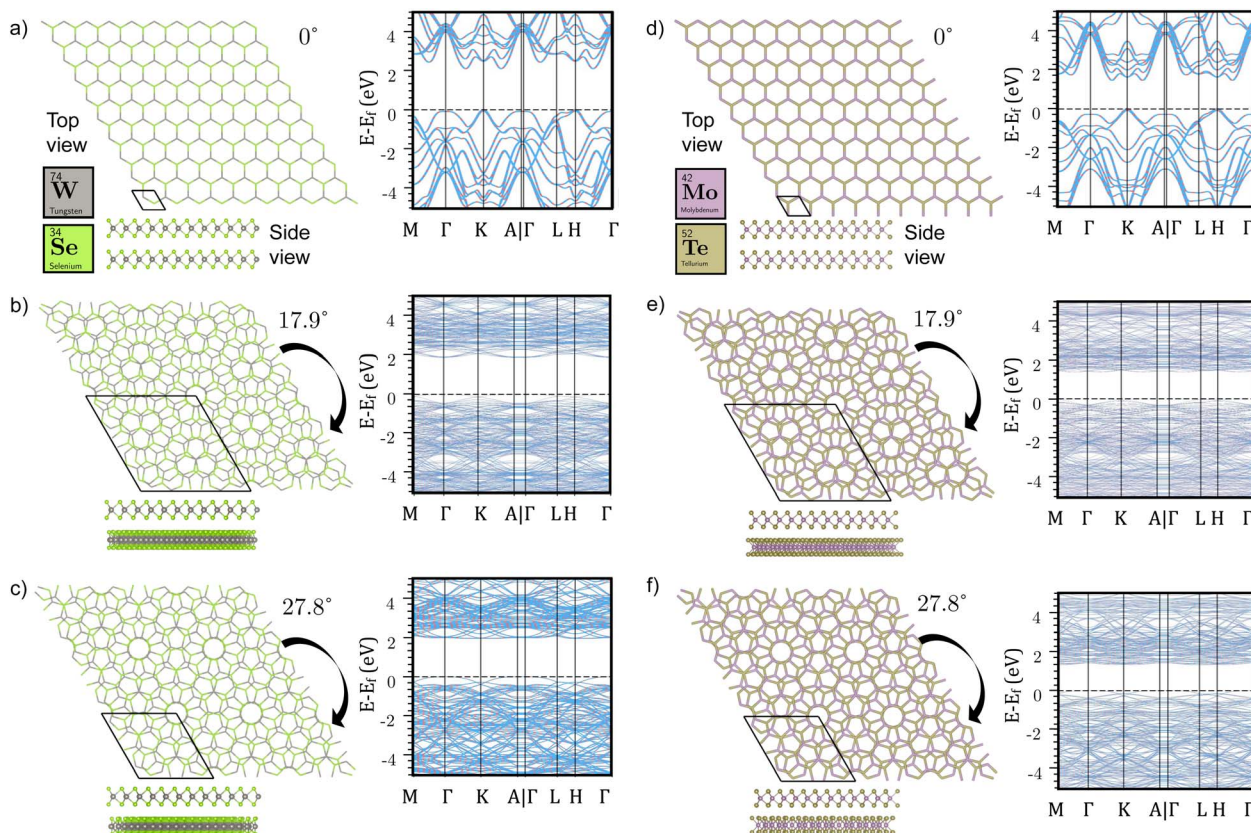 a)
0°
Top
view
74
W
Tungsten
34
Se
Selenium
Side
view
E-E_f (eV)
4
2
0
-2
-4
M Γ K A|Γ L H Γ
d)
0°
Top
view
42
Mo
Molybdenum
52
Te
Tellurium
Side
view
E-E_f (eV)
4
2
0
-2
-4
M Γ K A|Γ L H Γ
b)
17.9°
E-E_f (eV)
4
2
0
-2
-4
M Γ K A|Γ L H Γ
e)
17.9°
E-E_f (eV)
4
2
0
-2
-4
M Γ K A|Γ L H Γ
c)
27.8°
E-E_f (eV)
4
2
0
-2
-4
M Γ K A|Γ L H Γ
f)
27.8°
E-E_f (eV)
4
2
0
-2
-4
M Γ K A|Γ L H Γ